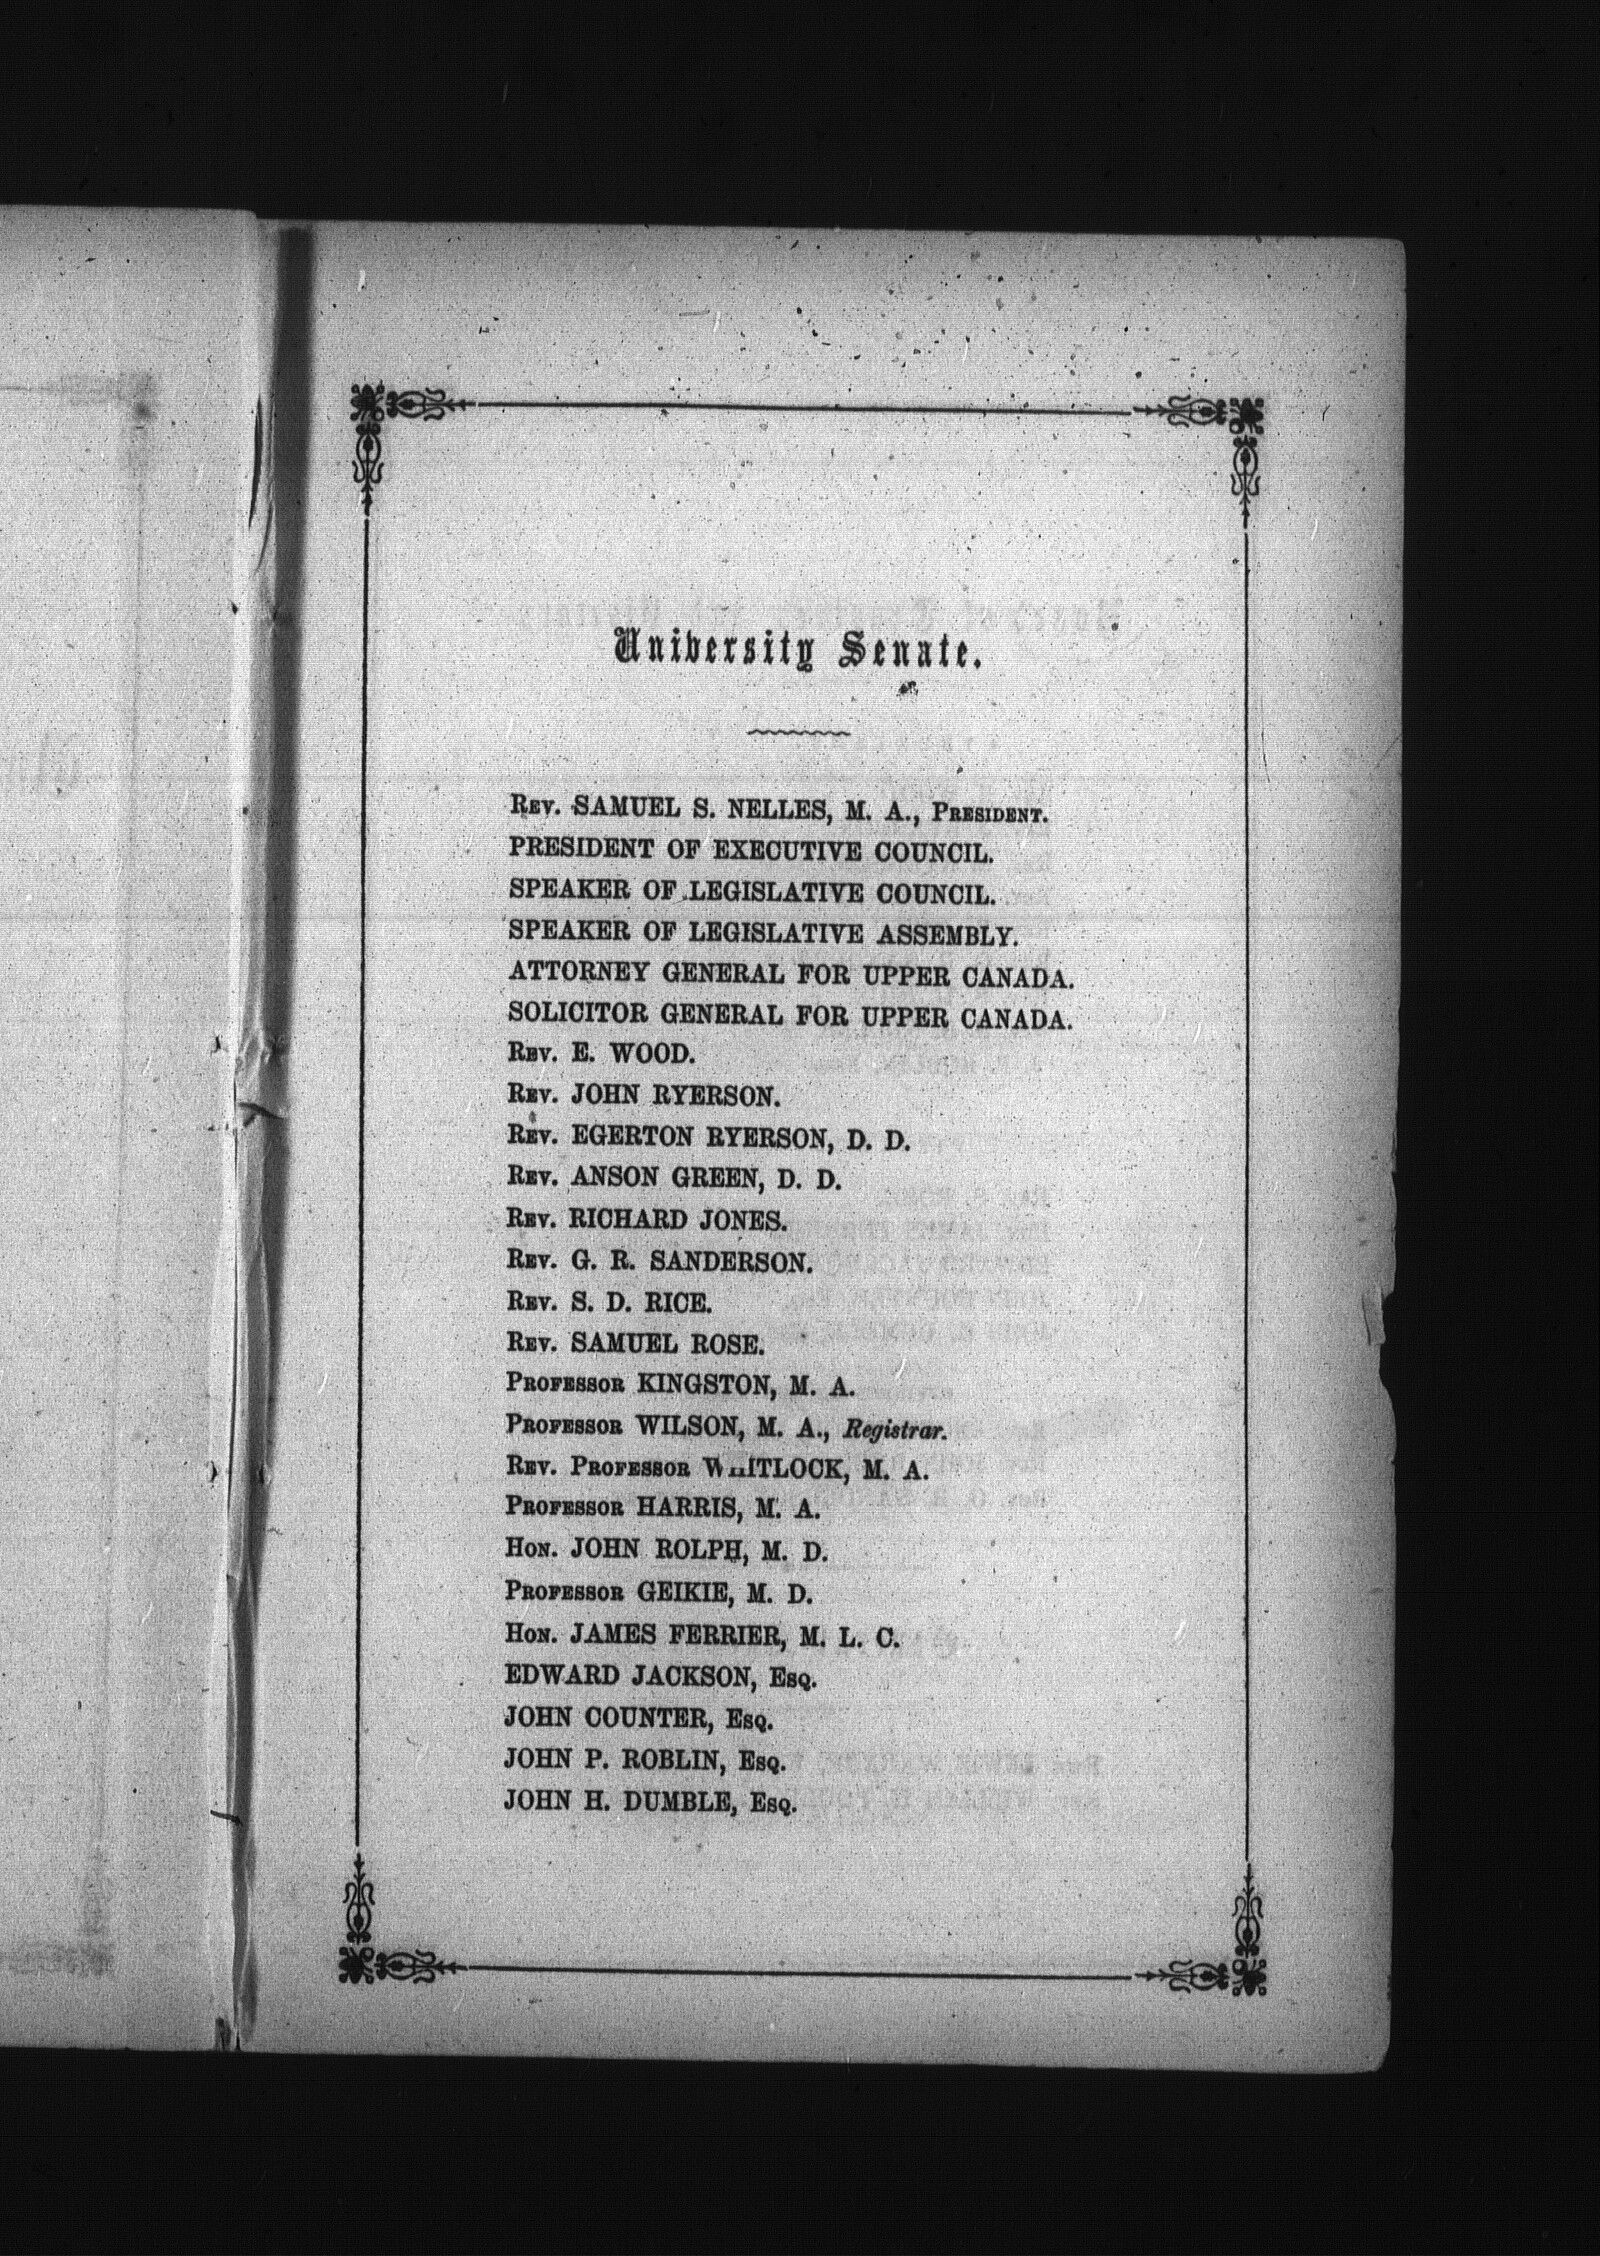 University Senate.
Rev. SAMUEL S. NELLES, M. A., President.
PRESIDENT OF EXECUTIVE COUNCIL.
SPEAKER OF LEGISLATIVE COUNCIL.
SPEAKER OF LEGISLATIVE ASSEMBLY.
ATTORNEY GENERAL FOR UPPER CANADA.
SOLICITOR GENERAL FOR UPPER CANADA.
Rev. E. WOOD.
Rev. JOHN RYERSON.
Rev. EGERTON RYERSON, D. D.
Rev. ANSON GREEN, D. D.
Rev. RICHARD JONES.
Rev. G. R. SANDERSON.
Rev. S. D. RICE.
Rev. SAMUEL ROSE.
Professor KINGSTON, M. A.
Professor WILSON, M. A., Registrar.
Rev. Professor WHITLOCK, M. A.
Professor HARRIS, M. A.
Hon. JOHN ROLPH, M. D.
Professor GEIKIE, M. D.
Hon. JAMES FERRIER, M. L. C.
EDWARD JACKSON, Esq.
JOHN COUNTER, Esq.
JOHN P. ROBLIN, Esq.
JOHN H. DUMBLE, Esq.